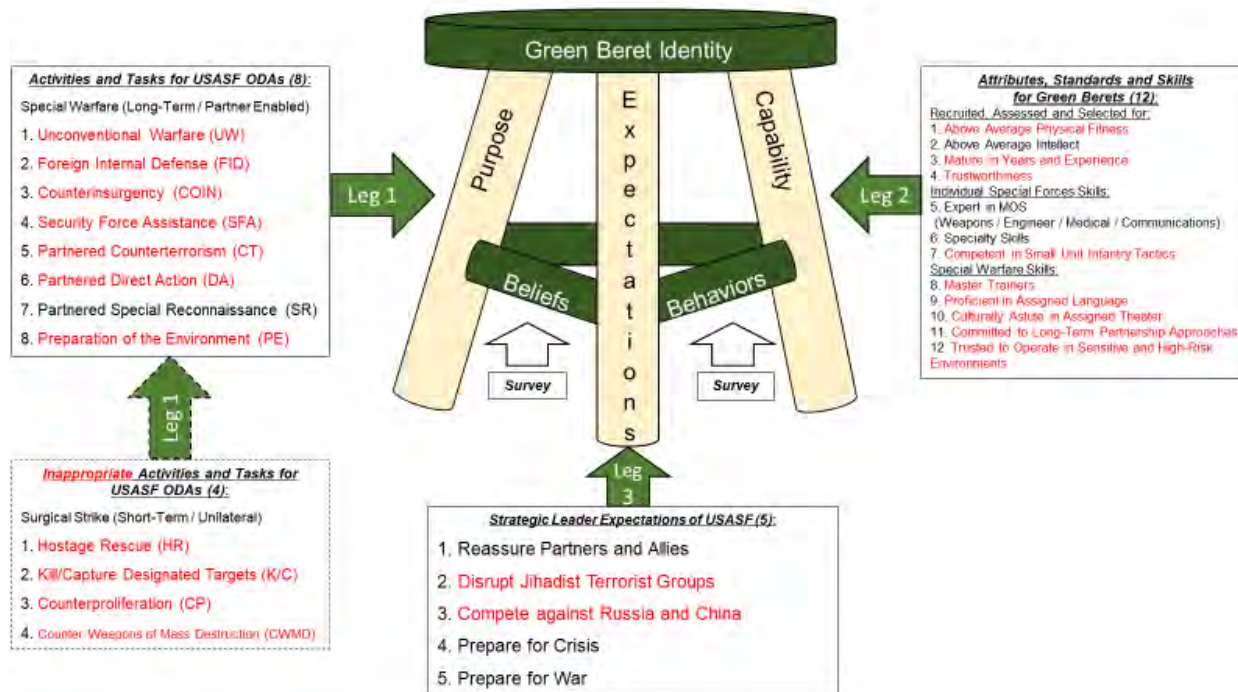 Green Beret Identity
Purpose
Expectations
Capability
Beliefs
Behaviors
Survey
Survey
Leg 1
Leg 2
Leg 1
Leg
3
Activities and Tasks for USASF ODAs (8):
Special Warfare (Long-Term / Partner Enabled)
1. Unconventional Warfare (UW)
2. Foreign Internal Defense (FID)
3. Counterinsurgency (COIN)
4. Security Force Assistance (SFA)
5. Partnered Counterterrorism (CT)
6. Partnered Direct Action (DA)
7. Partnered Special Reconnaissance (SR)
8. Preparation of the Environment (PE)
Inappropriate Activities and Tasks for
USASF ODAs (4):
Surgical Strike (Short-Term / Unilateral)
1. Hostage Rescue (HR)
2. Kill/Capture Designated Targets (K/C)
3. Counterproliferation (CP)
4. Counter Weapons of Mass Destruction (CWMD)
Attributes, Standards and Skills
for Green Berets (12):
Recruited, Assessed and Selected for:
1. Above Average Physical Fitness
2. Above Average Intellect
3. Mature in Years and Experience
4. Trustworthiness
Individual Special Forces Skills:
5. Expert in MOS
(Weapons / Engineer / Medical / Communications)
6. Specialty Skills
7. Competent in Small Unit Infantry Tactics
Special Warfare Skills:
8. Master Trainers
9. Proficient in Assigned Language
10. Culturally Astute in Assigned Theater
11. Committed to Long-Term Partnership Approaches
12. Trusted to Operate in Sensitive and High-Risk
Environments
Strategic Leader Expectations of USASF (5):
1. Reassure Partners and Allies
2. Disrupt Jihadist Terrorist Groups
3. Compete against Russia and China
4. Prepare for Crisis
5. Prepare for War